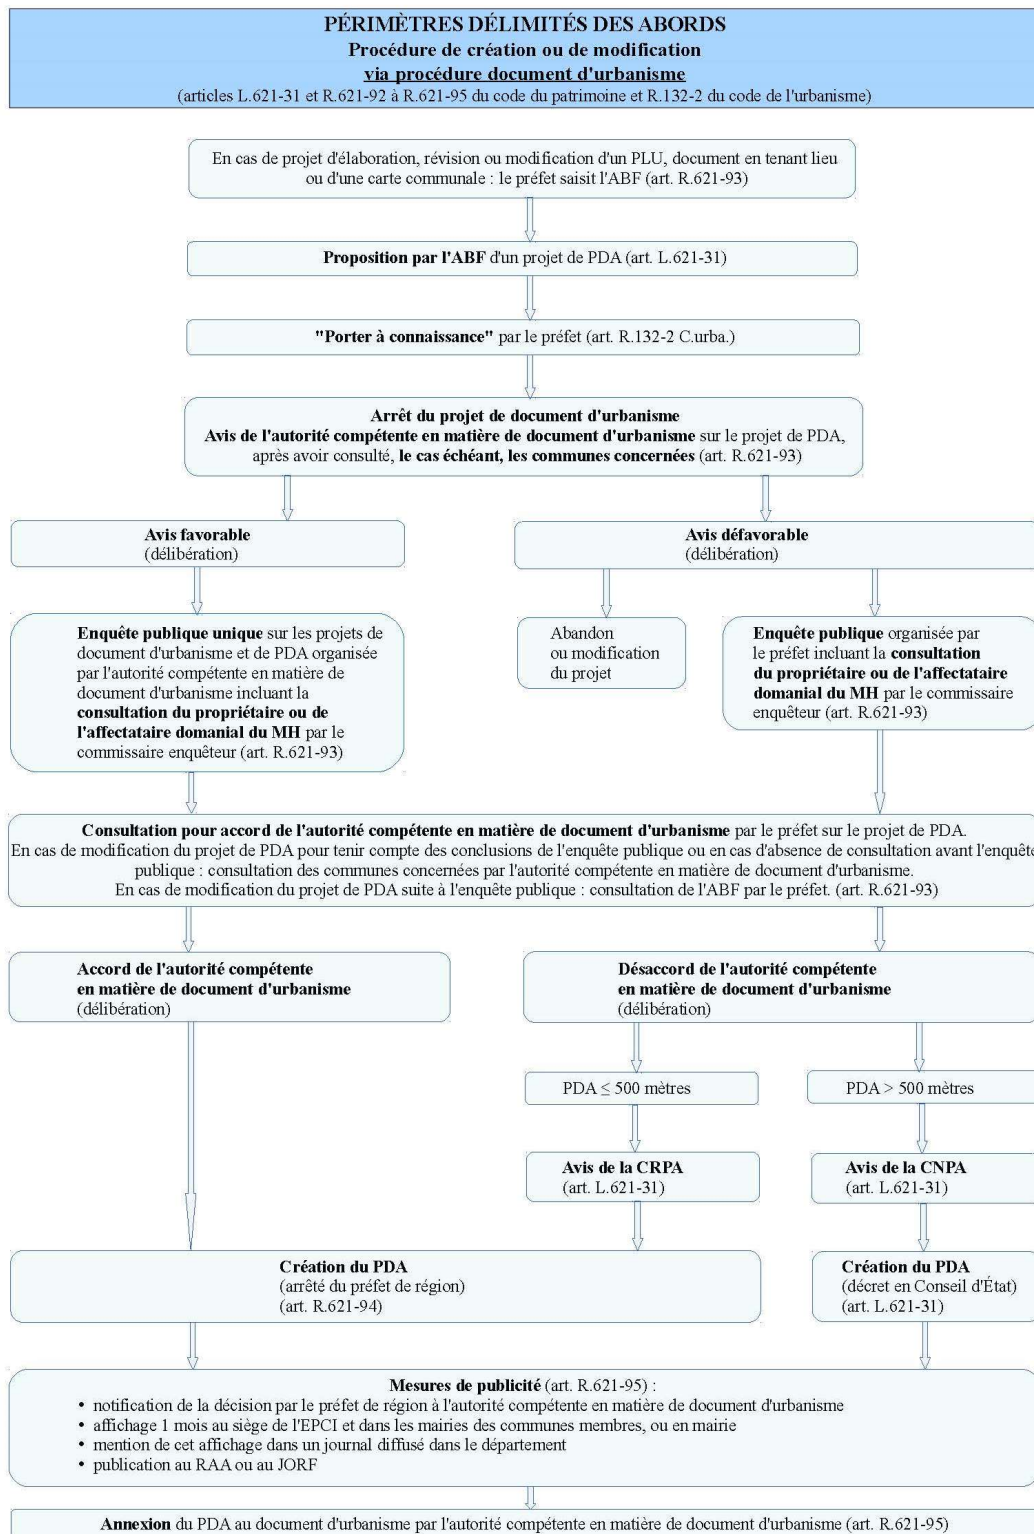 PÉRIMÈTRES DÉLIMITÉS DES ABORDS
Procédure de création ou de modification
via procédure document d'urbanisme
(articles L.621-31 et R.621-92 à R.621-95 du code du patrimoine et R.132-2 du code de l'urbanisme)
En cas de projet d'élaboration, révision ou modification d'un PLU, document en tenant lieu
ou d'une carte communale : le préfet saisit l'ABF (art. R.621-93)
Proposition par l'ABF d'un projet de PDA (art. L.621-31)
"Porter à connaissance" par le préfet (art. R.132-2 C.urba.)
Arrêt du projet de document d'urbanisme
Avis de l'autorité compétente en matière de document d'urbanisme sur le projet de PDA,
après avoir consulté, le cas échéant, les communes concernées (art. R.621-93)
Avis favorable
(délibération)
Avis défavorable
(délibération)
Enquête publique unique sur les projets de
document d'urbanisme et de PDA organisée
par l'autorité compétente en matière de
document d'urbanisme incluant la
consultation du propriétaire ou de
l'affectataire domanial du MH par le
commissaire enquêteur (art. R.621-93)
Abandon
ou modification
du projet
Enquête publique organisée par
le préfet incluant la consultation
du propriétaire ou de l'affectataire
domanial du MH par le commissaire
enquêteur (art. R.621-93)
Consultation pour accord de l'autorité compétente en matière de document d'urbanisme par le préfet sur le projet de PDA.
En cas de modification du projet de PDA pour tenir compte des conclusions de l'enquête publique ou en cas d'absence de consultation avant l'enquête
publique : consultation des communes concernées par l'autorité compétente en matière de document d'urbanisme.
En cas de modification du projet de PDA suite à l'enquête publique : consultation de l'ABF par le préfet. (art. R.621-93)
Accord de l'autorité compétente
en matière de document d'urbanisme
(délibération)
Désaccord de l'autorité compétente
en matière de document d'urbanisme
(délibération)
PDA ≤ 500 mètres
PDA > 500 mètres
Avis de la CRPA
(art. L.621-31)
Avis de la CNPA
(art. L.621-31)
Création du PDA
(arrêté du préfet de région)
(art. R.621-94)
Création du PDA
(décret en Conseil d'État)
(art. L.621-31)
Mesures de publicité (art. R.621-95) :
• notification de la décision par le préfet de région à l'autorité compétente en matière de document d'urbanisme
• affichage 1 mois au siège de l'EPCI et dans les mairies des communes membres, ou en mairie
• mention de cet affichage dans un journal diffusé dans le département
• publication au RAA ou au JORF
Annexion du PDA au document d'urbanisme par l'autorité compétente en matière de document d'urbanisme (art. R.621-95)